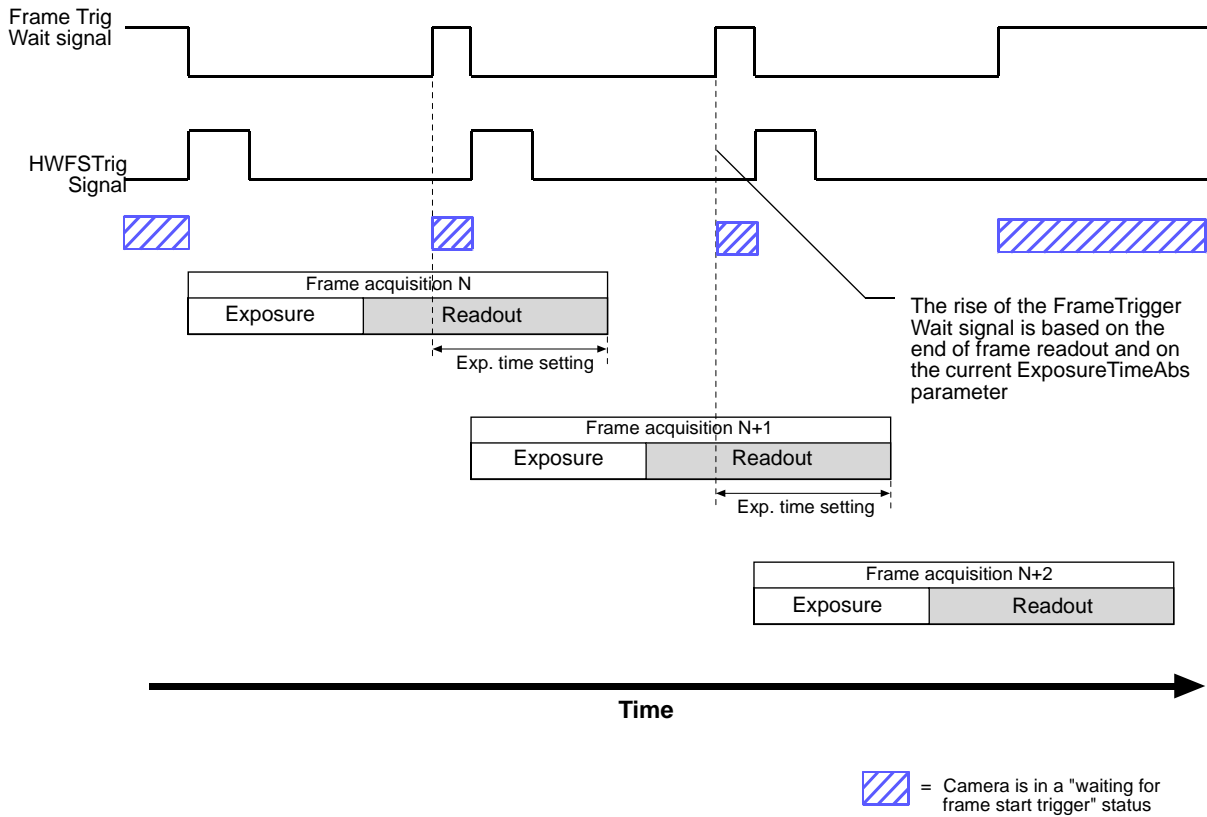 Frame Trig
Wait signal
HWFSTrig
Signal
Frame acquisition N
Exposure
Readout
Exp. time setting
The rise of the FrameTrigger
Wait signal is based on the
end of frame readout and on
the current ExposureTimeAbs
parameter
Frame acquisition N+1
Exposure
Readout
Exp. time setting
Frame acquisition N+2
Exposure
Readout
Time
= Camera is in a "waiting for
frame start trigger" status